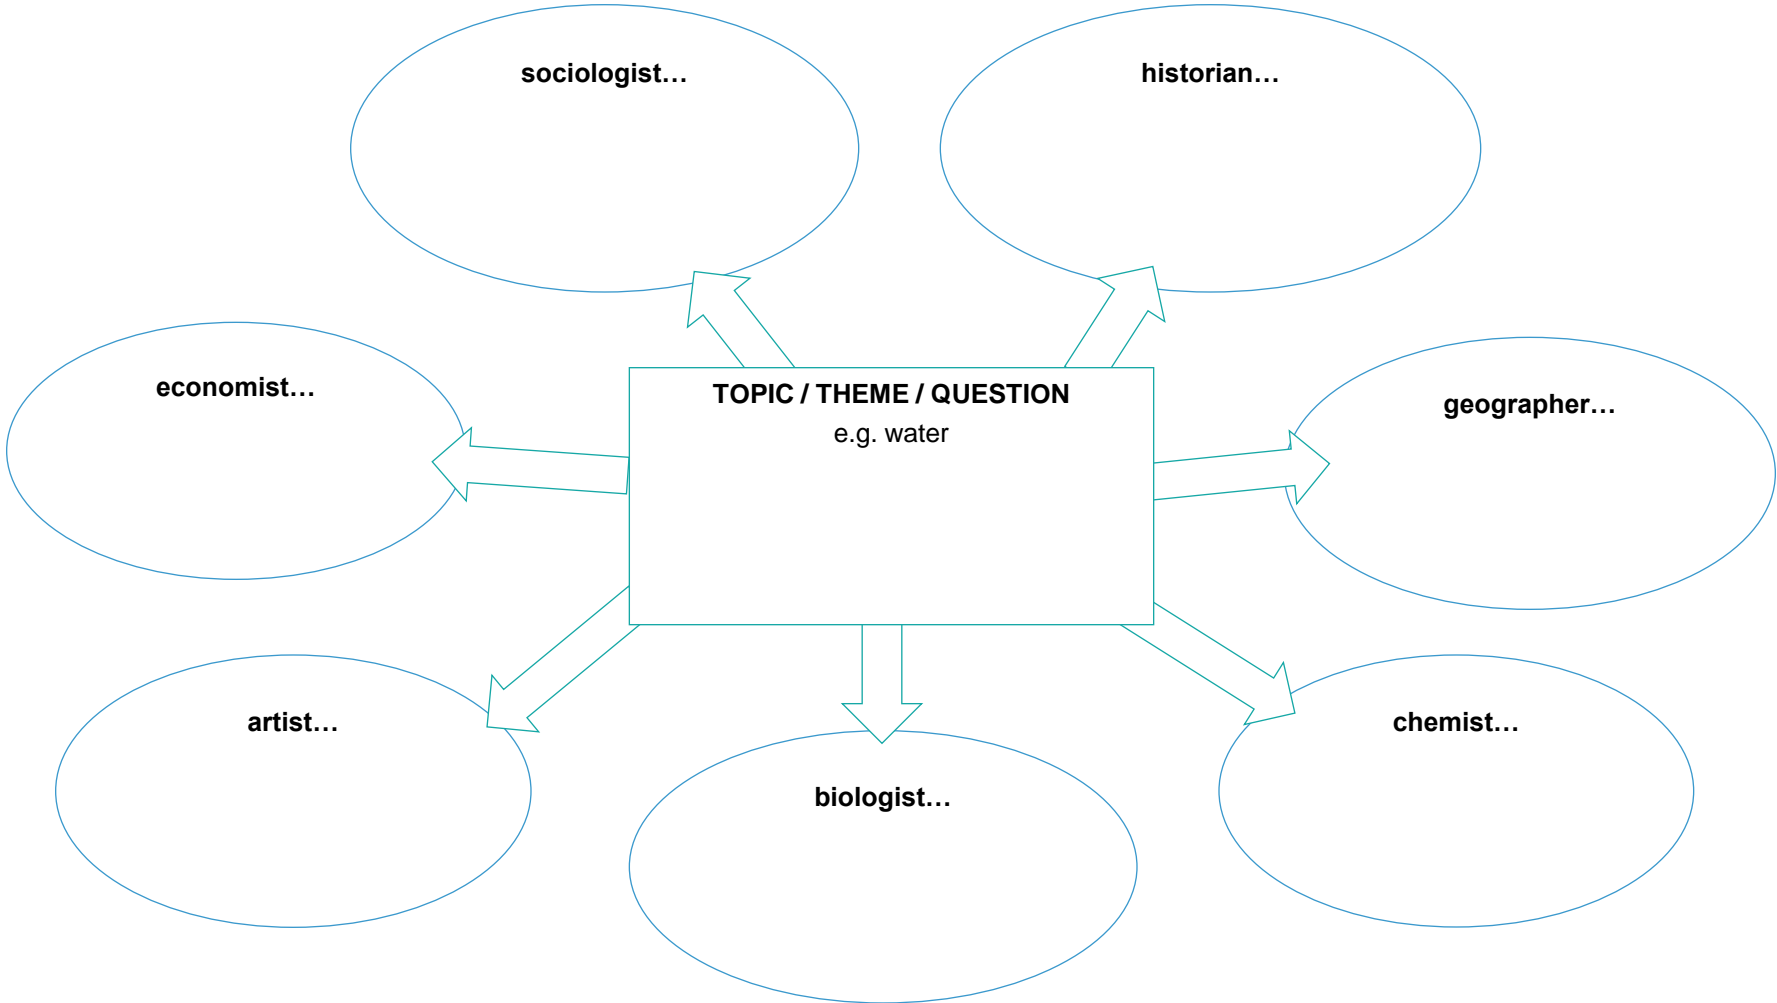 sociologist…
historian…
economist…
TOPIC / THEME / QUESTION
e.g. water
geographer…
artist…
chemist…
biologist…